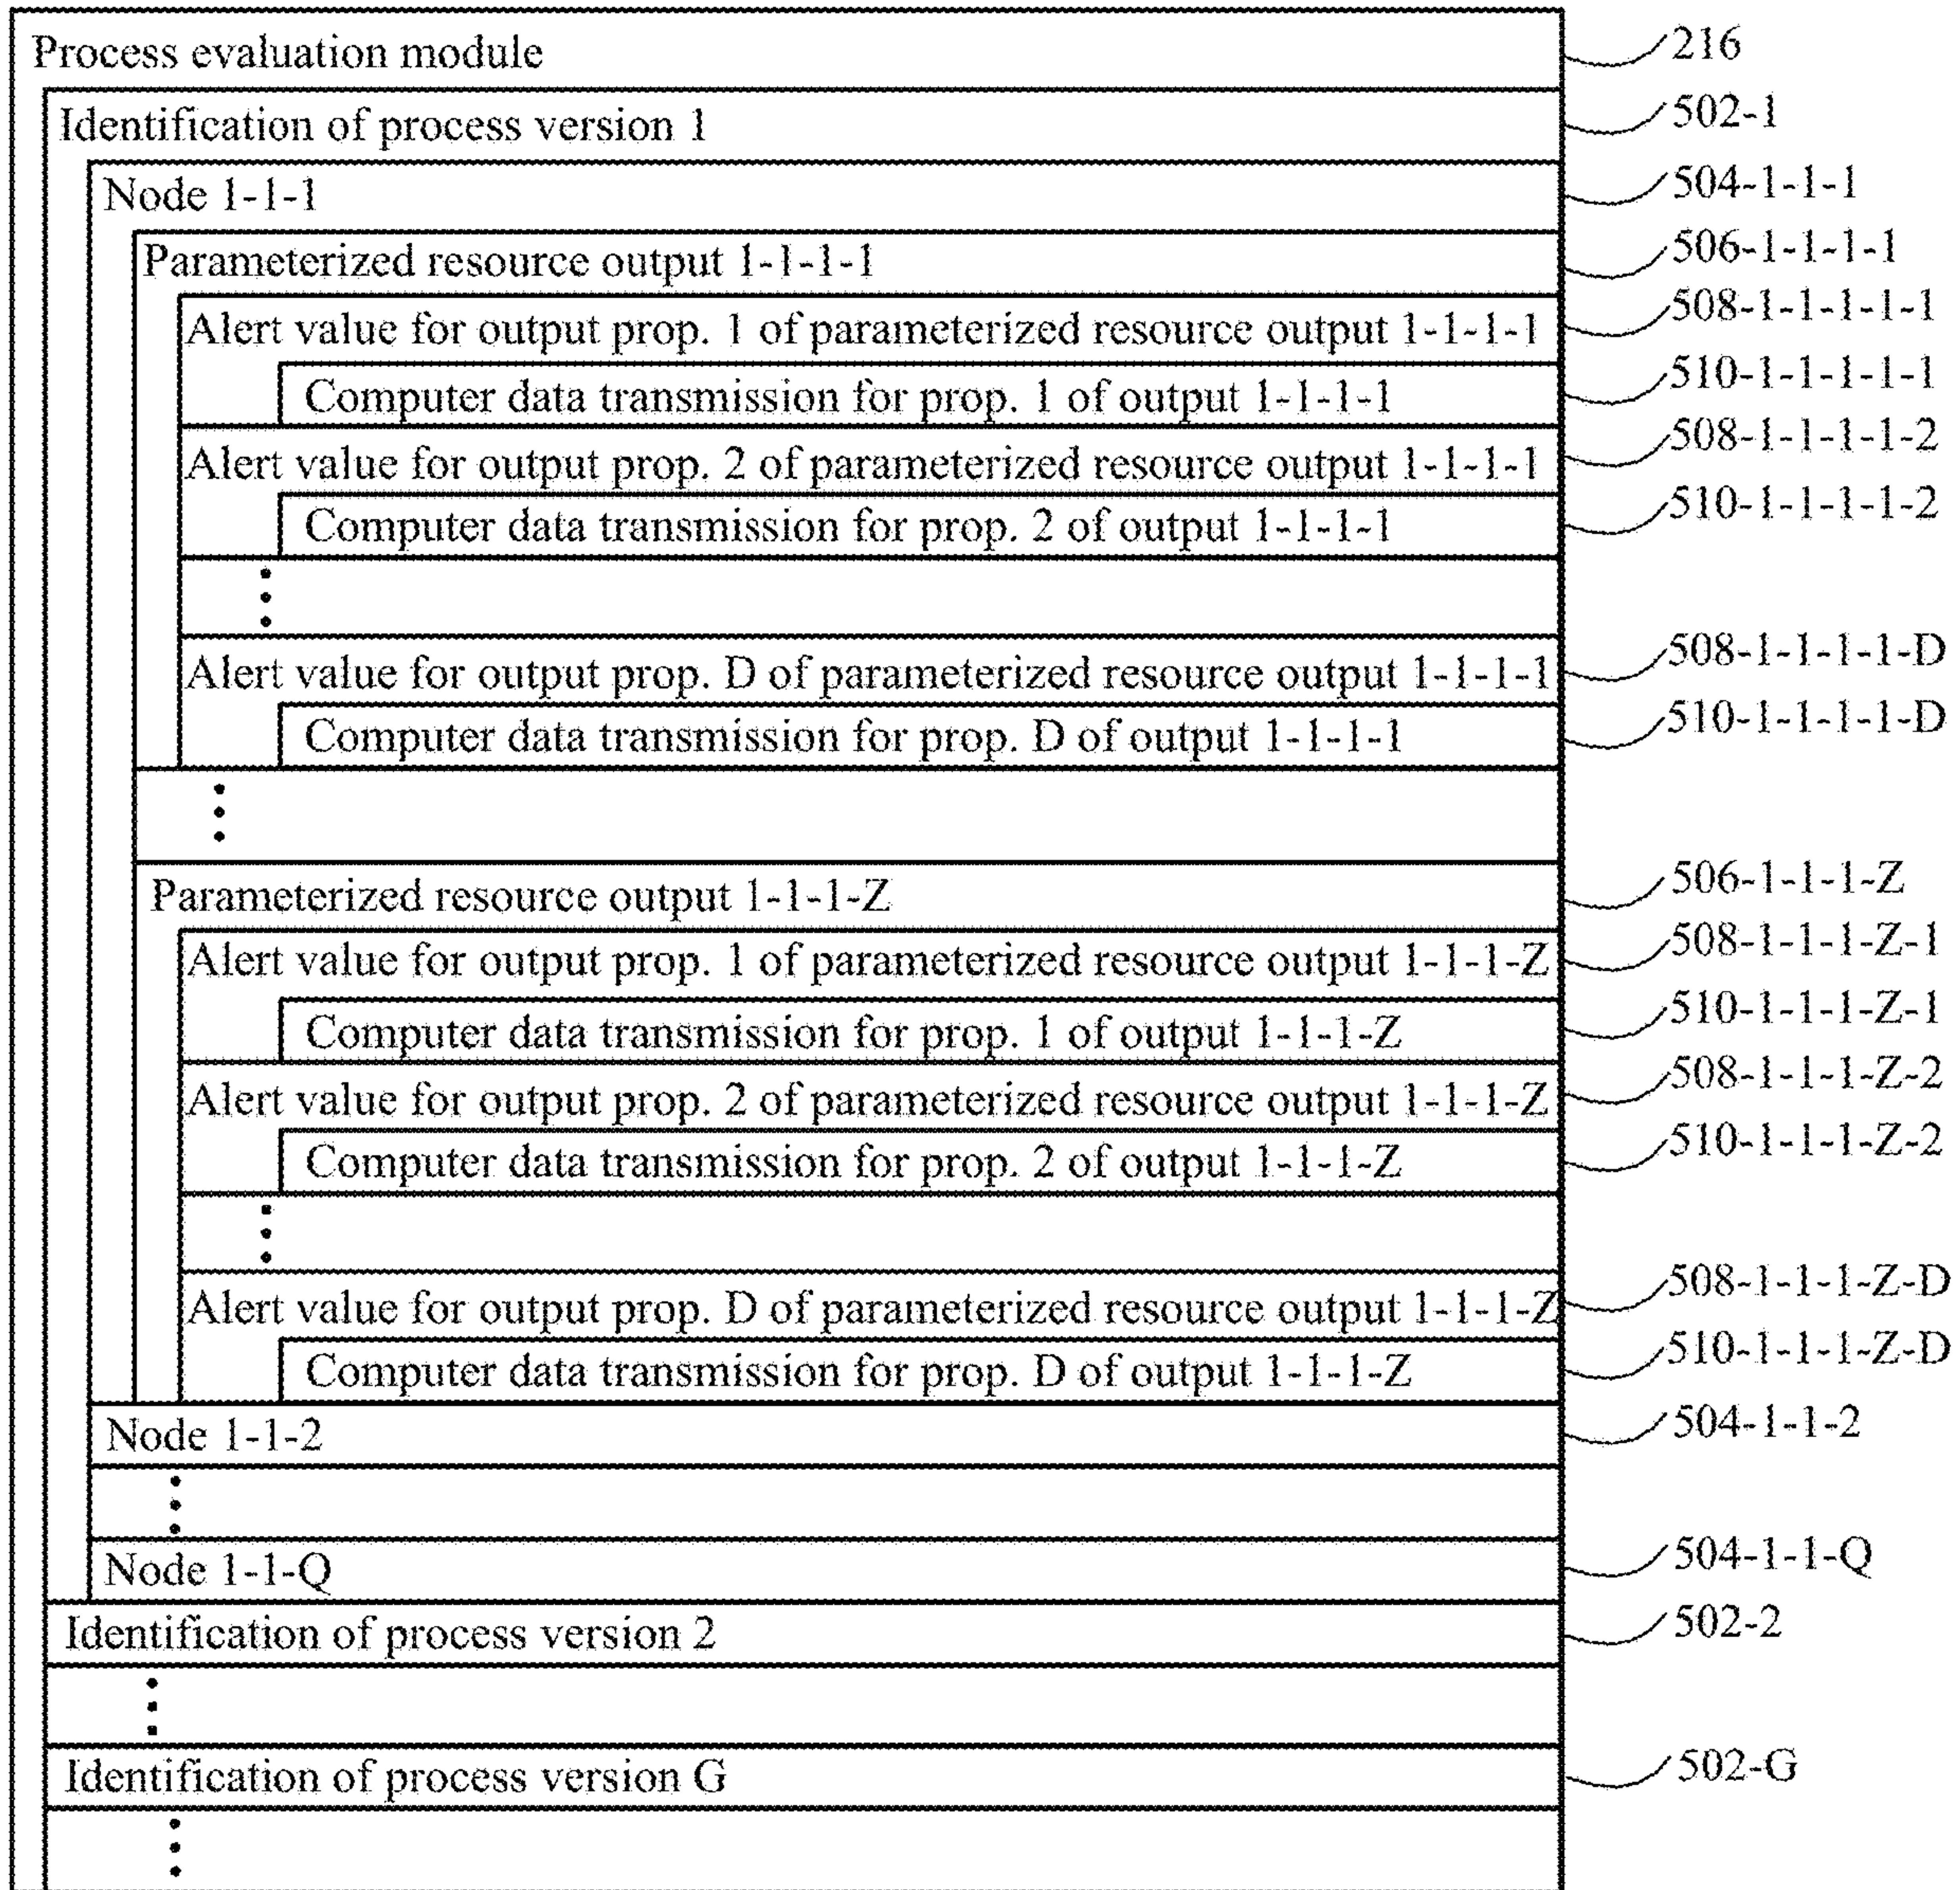 Process evaluation module 216
Identification of process version 1 502-1
Node 1-1-1 504-1-1-1
Parameterized resource output 1-1-1-1 506-1-1-1-1
Alert value for output prop. 1 of parameterized resource output 1-1-1-1 508-1-1-1-1-1
Computer data transmission for prop. 1 of output 1-1-1-1 510-1-1-1-1-1
Alert value for output prop. 2 of parameterized resource output 1-1-1-1 508-1-1-1-1-2
Computer data transmission for prop. 2 of output 1-1-1-1 510-1-1-1-1-2
Alert value for output prop. D of parameterized resource output 1-1-1-1 508-1-1-1-1-D
Computer data transmission for prop. D of output 1-1-1-1 510-1-1-1-1-D
Parameterized resource output 1-1-1-Z 506-1-1-1-Z
Alert value for output prop. 1 of parameterized resource output 1-1-1-Z 508-1-1-1-Z-1
Computer data transmission for prop. 1 of output 1-1-1-Z 510-1-1-1-Z-1
Alert value for output prop. 2 of parameterized resource output 1-1-1-Z 508-1-1-1-Z-2
Computer data transmission for prop. 2 of output 1-1-1-Z 510-1-1-1-Z-2
Alert value for output prop. D of parameterized resource output 1-1-1-Z 508-1-1-1-Z-D
Computer data transmission for prop. D of output 1-1-1-Z 510-1-1-1-Z-D
Node 1-1-2 504-1-1-2
Node 1-1-Q 504-1-1-Q
Identification of process version 2 502-2
Identification of process version G 502-G